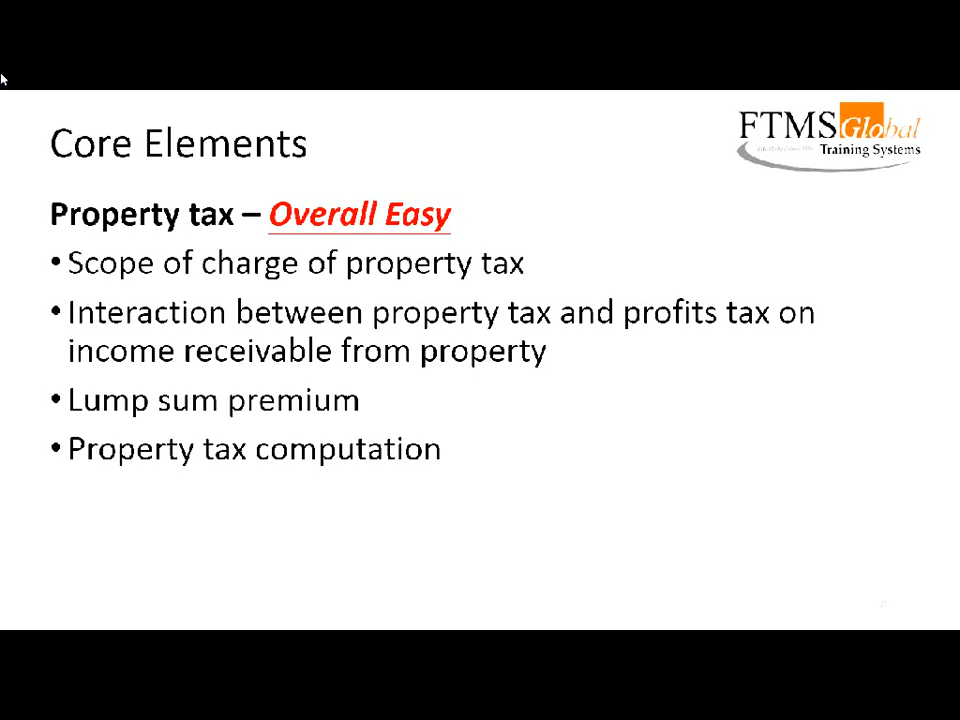 Core Elements
FTMSGlobal
Training Systems
Property tax – Overall Easy
• Scope of charge of property tax
• Interaction between property tax and profits tax on
income receivable from property
• Lump sum premium
• Property tax computation